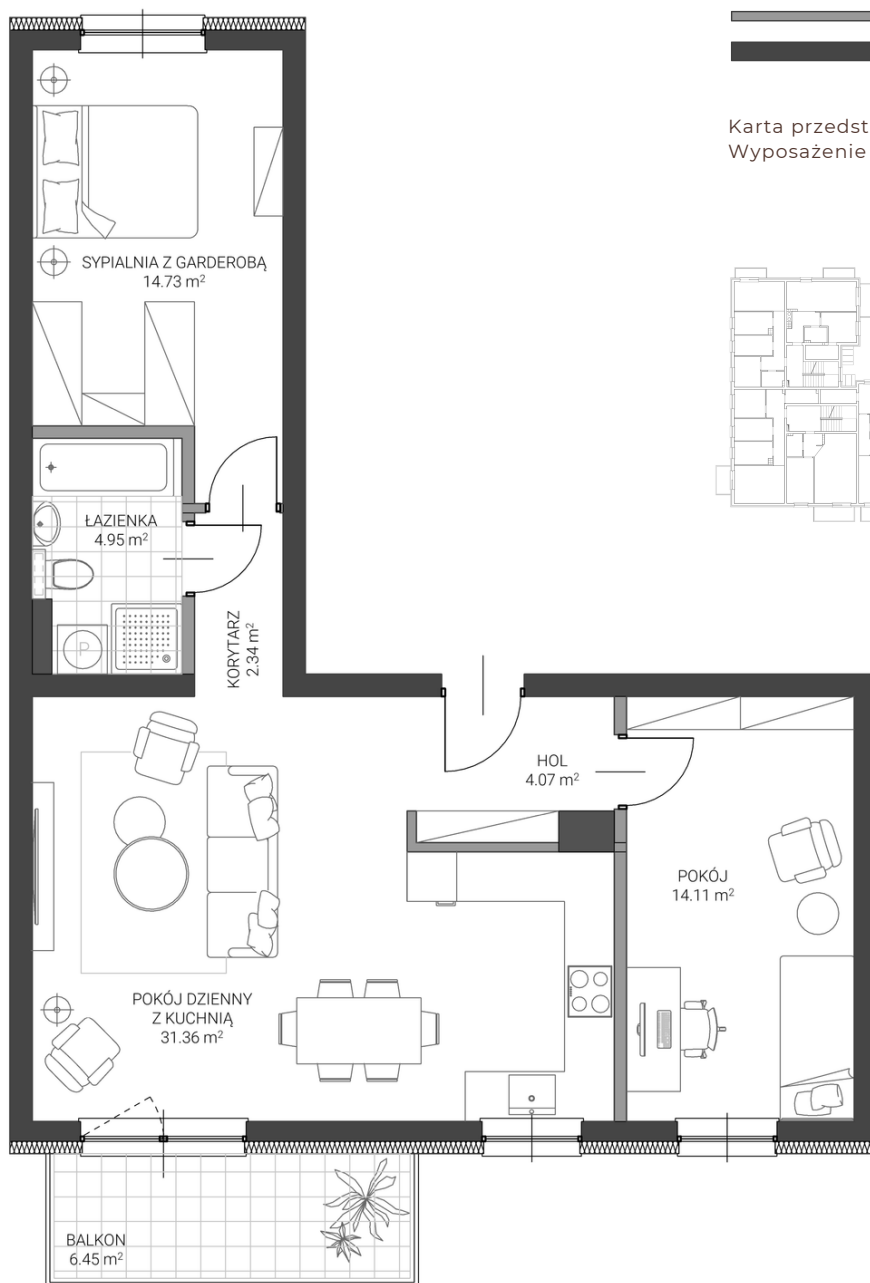 Karta przedst
Wyposażenie
SYPIALNIA Z GARDEROBĄ
14.73 m²
ŁAZIENKA
4.95 m²
P
KORYTARZ
2.34 m²
HOL
4.07 m²
POKÓJ
14.11 m²
POKÓJ DZIENNY
Z KUCHNIĄ
31.36 m²
BALKON
6.45 m²